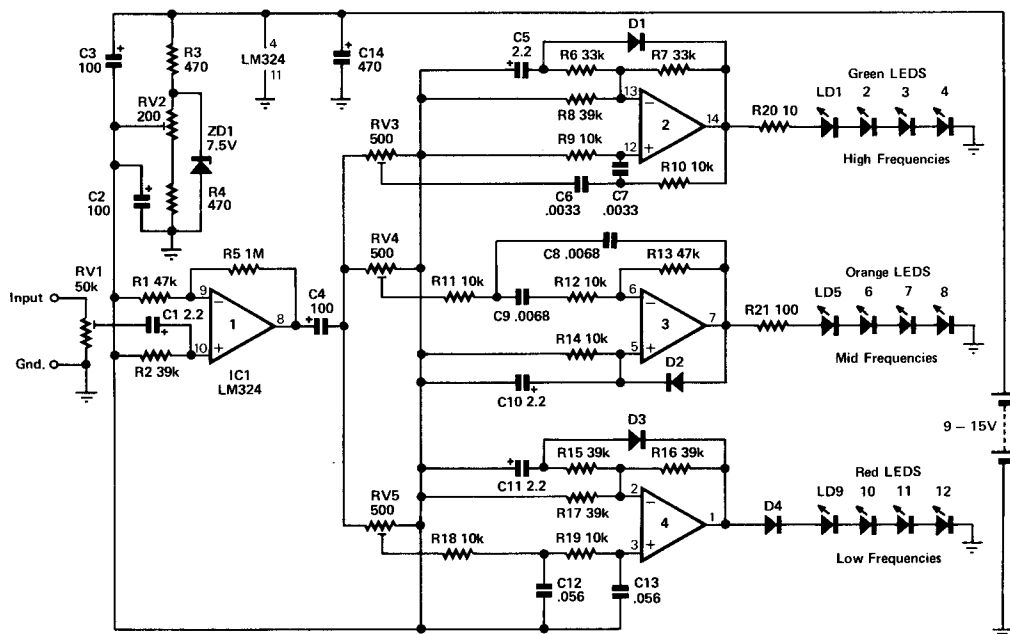 C3
100
R3
470
4
LM324
11
C14
470
RV2
200
ZD1
7.5V
C2
100
R4
470
RV1
50k
Input
Gnd.
R1 47k
R5 1M
C1 2.2
R2 39k
9
10
8
1
IC1
LM324
C4
100
RV3
500
RV4
500
RV5
500
C5
2.2
D1
R6 33k
R7 33k
R8 39k
R9 10k
R10 10k
C6
.0033
C7
.0033
13
12
14
2
R20 10
Green LEDS
LD1 2 3 4
High Frequencies
C8 .0068
R11 10k
C9 .0068
R12 10k
R13 47k
R14 10k
C10 2.2
D2
6
5
7
3
R21 100
Orange LEDS
LD5 6 7 8
Mid Frequencies
D3
C11 2.2
R15 39k
R16 39k
R17 39k
R18 10k
R19 10k
C12
.056
C13
.056
2
3
1
4
D4
Red LEDS
LD9 10 11 12
Low Frequencies
9 – 15V
+
+
+
+
+
+
+
+
+
−
+
−
+
−
+
−
+